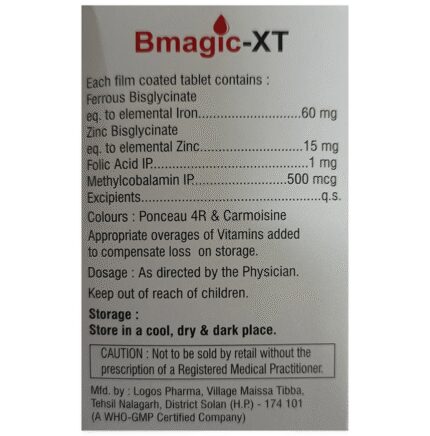 Bmagic-XT
Each film coated tablet contains :
Ferrous Bisglycinate
eq. to elemental Iron.......................60 mg
Zinc Bisglycinate
eq. to elemental Zinc.......................15 mg
Folic Acid IP....................................1 mg
Methylcobalamin IP.....................500 mcg
Excipients..........................................q.s.
Colours : Ponceau 4R & Carmoisine
Appropriate overages of Vitamins added
to compensate loss on storage.
Dosage : As directed by the Physician.
Keep out of reach of children.
Storage :
Store in a cool, dry & dark place.
CAUTION : Not to be sold by retail without the
prescription of a Registered Medical Practitioner.
Mfd. by : Logos Pharma, Village Maissa Tibba,
Tehsil Nalagarh, District Solan (H.P.) - 174 101
(A WHO-GMP Certified Company)